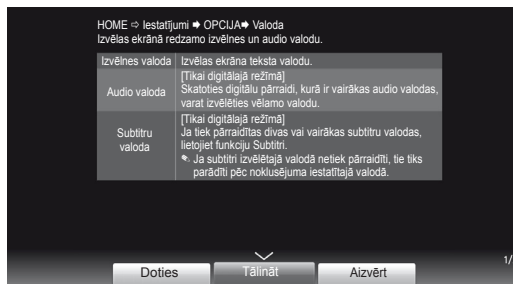 HOME ⇨ Iestatījumi ➡ OPCIJA➡ Valoda
Izvēlas ekrānā redzamo izvēlnes un audio valodu.
Izvēlnes valoda Izvēlas ekrāna teksta valodu.
Audio valoda
[Tikai digitālajā režīmā]
Skatoties digitālu pārraidi, kurā ir vairākas audio valodas,
varat izvēlēties vēlamo valodu.
Subtitru
valoda
[Tikai digitālajā režīmā]
Ja tiek pārraidītas divas vai vairākas subtitru valodas,
lietojiet funkciju Subtitri.
✎ Ja subtitri izvēlētajā valodā netiek pārraidīti, tie tiks
parādīti pēc noklusējuma iestatītajā valodā.
1/
Doties Tālināt Aizvērt